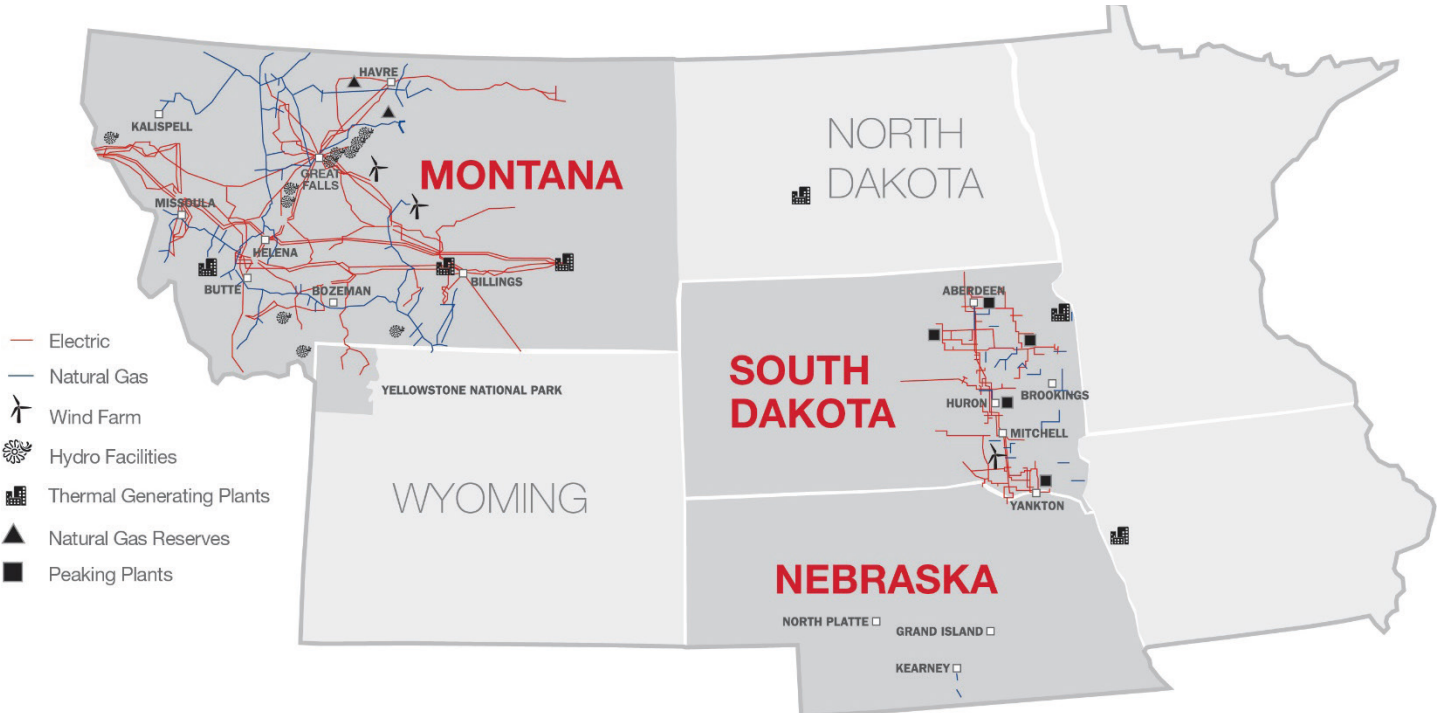 HAVRE
KALISPELL
GREAT
FALLS
MONTANA
MISSOULA
HELENA
BUTTE
BOZEMAN
BILLINGS
NORTH
DAKOTA
ABERDEEN
SOUTH
DAKOTA
HURON
BROOKINGS
MITCHELL
YANKTON
YELLOWSTONE NATIONAL PARK
WYOMING
NEBRASKA
NORTH PLATTE
GRAND ISLAND
KEARNEY
Electric
Natural Gas
Wind Farm
Hydro Facilities
Thermal Generating Plants
Natural Gas Reserves
Peaking Plants